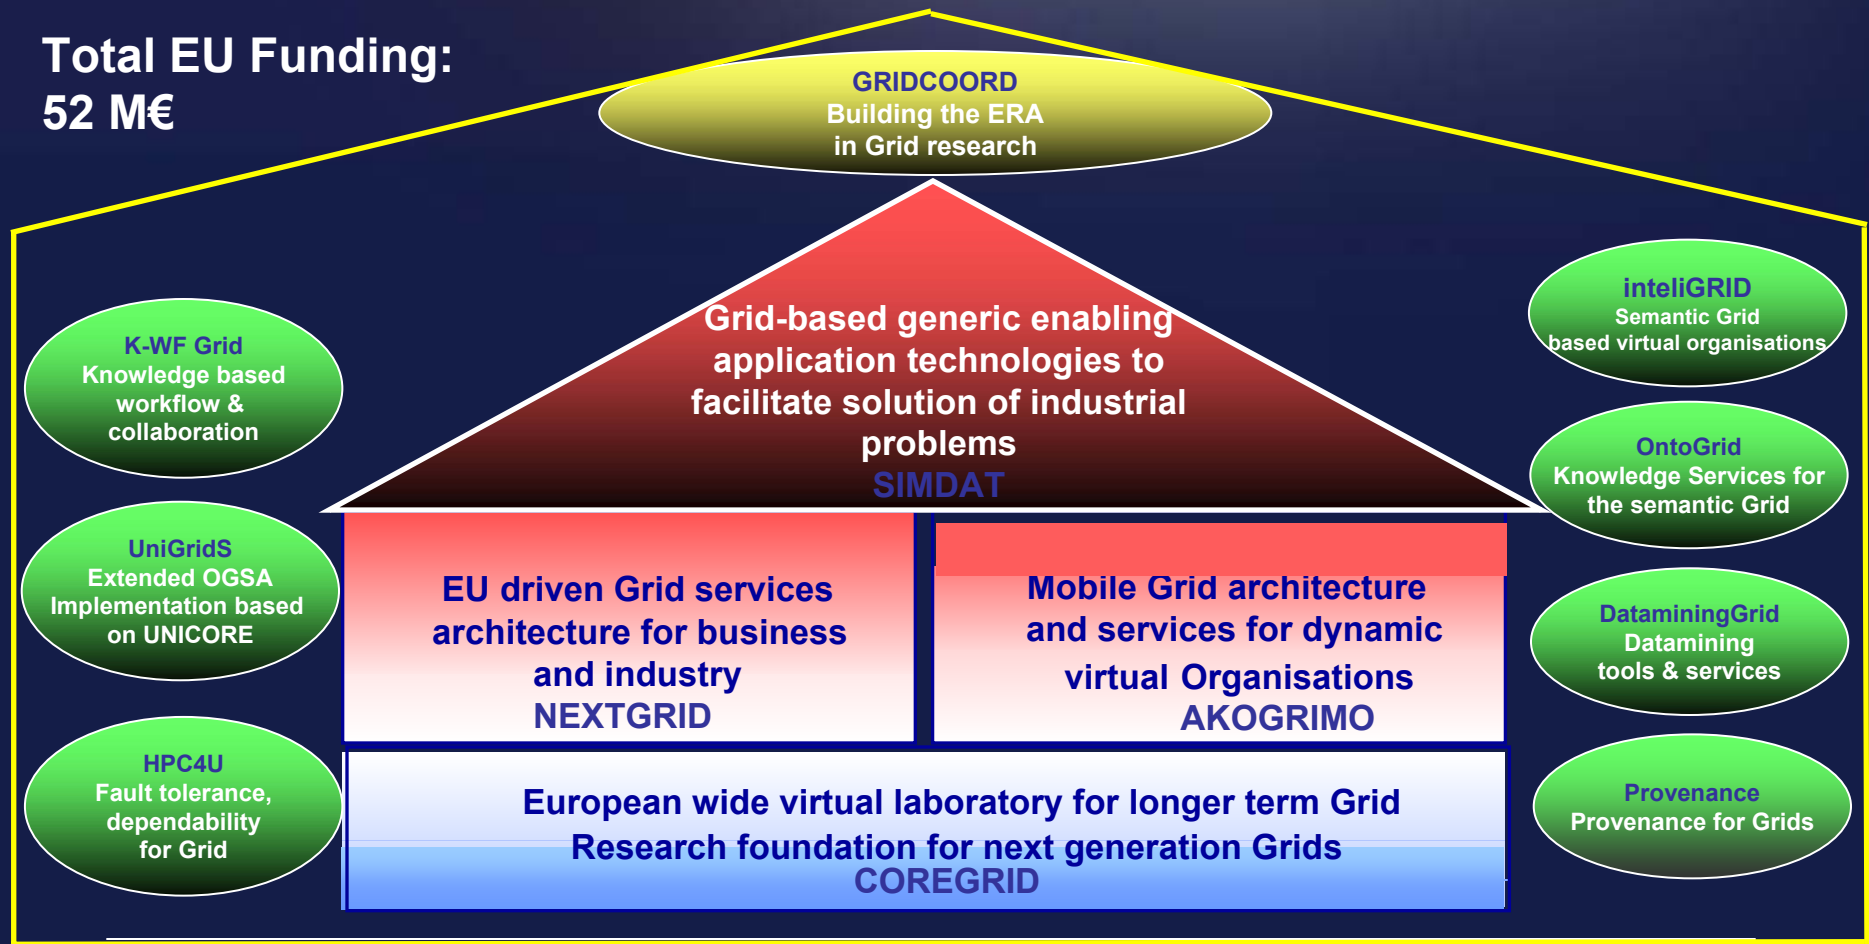 Total EU Funding:
52 M€
GRIDCOORD
Building the ERA
in Grid research
Grid-based generic enabling
application technologies to
facilitate solution of industrial
problems
SIMDAT
K-WF Grid
Knowledge based
workflow &
collaboration
UniGridS
Extended OGSA
Implementation based
on UNICORE
HPC4U
Fault tolerance,
dependability
for Grid
EU driven Grid services
architecture for business
and industry
NEXTGRID
Mobile Grid architecture
and services for dynamic
virtual Organisations
AKOGRIMO
European wide virtual laboratory for longer term Grid
Research foundation for next generation Grids
COREGRID
inteliGRID
Semantic Grid
based virtual organisations
OntoGrid
Knowledge Services for
the semantic Grid
DataminingGrid
Datamining
tools & services
Provenance
Provenance for Grids